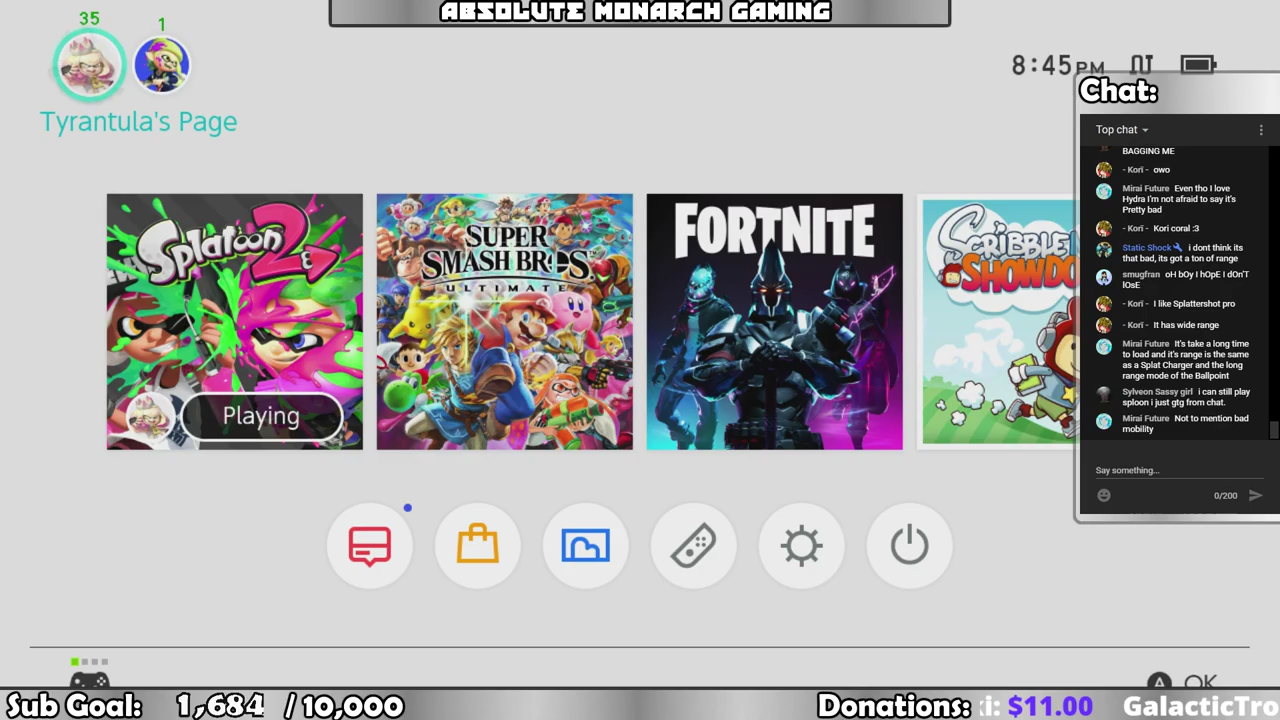 ABSOLUTE MONARCH GAMING
35
1
8:45 PM
Tyrantula's Page
Chat:
Top chat
BAGGING ME
- Kori - owo
Mirai Future Even tho I love
Hydra I'm not afraid to say it's
Pretty bad
- Kori - Kori coral :3
Static Shock i dont think its
that bad, its got a ton of range
smugfran oH bOy I hOpE I dOn'T
lOsE
- Kori - I like Splattershot pro
- Kori - It has wide range
Mirai Future It's take a long time
to load and it's range is the same
as a Splat Charger and the long
range mode of the Ballpoint
Sylveon Sassy girl i can still play
sploon i just gtg from chat.
Mirai Future Not to mention bad
mobility
Say something...
0/200
Splatoon 2
Playing
SUPER
SMASH BROS.
ULTIMATE
FORTNITE
SCRIBBLEN
SHOWDO
A OK
Sub Goal: 1,684 / 10,000
Donations: ki: $11.00 GalacticTro